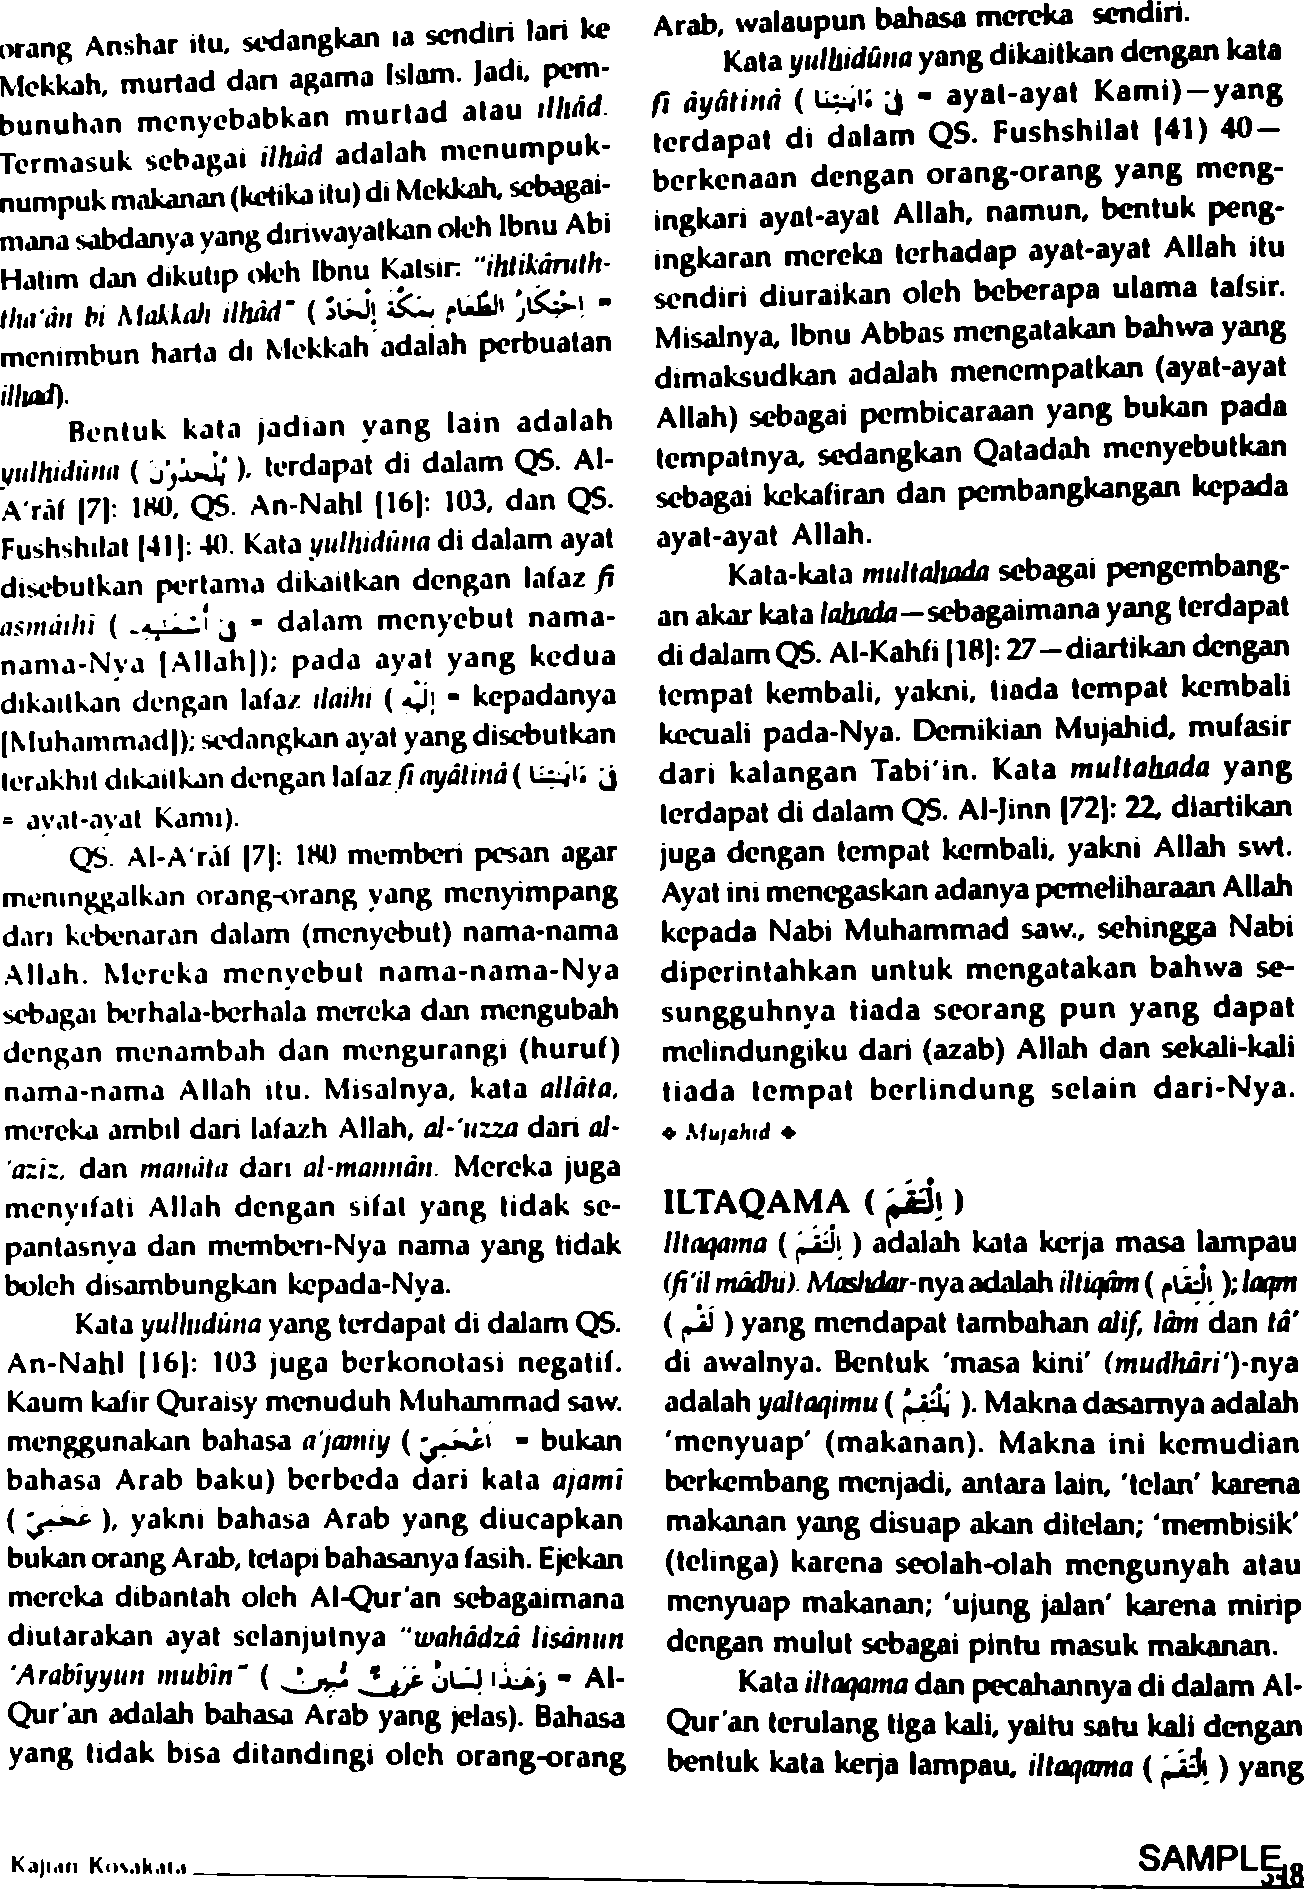 orang Anshar itu, sedangkan ia sendiri lari ke
Mekkah, murtad dari agama Islam. Jadi, pem-
bunuhan menyebabkan murtad atau ilhâd.
Termasuk sebagai ilhâd adalah menumpuk-
numpuk makanan (ketika itu) di Mekkah, sebagai-
mana sabdanya yang diriwayatkan oleh Ibnu Abi
Hatim dan dikutip oleh Ibnu Katsir: "ihtikâruth-
tha'âm bi Makkah ilhâd" ( اِحْتِكَارُ الطَّعَامِ بِمَكَّةَ إِلْحَادٌ =
menimbun harta di Mekkah adalah perbuatan
ilhad).
Bentuk kata jadian yang lain adalah
yulhidûna ( يُلْحِدُوْنَ ), terdapat di dalam QS. Al-
A'râf [7]: 180, QS. An-Nahl [16]: 103, dan QS.
Fushshilat [41]: 40. Kata yulhidûna di dalam ayat
disebutkan pertama dikaitkan dengan lafaz fi
asmâihi ( فِى أَسْمَـٰئِهِ = dalam menyebut nama-
nama-Nya [Allah]); pada ayat yang kedua
dikaitkan dengan lafaz ilaihi ( إِلَيْهِ = kepadanya
[Muhammad]); sedangkan ayat yang disebutkan
terakhit dikaitkan dengan lafaz fi ayâtinâ ( فِى ءَايَـٰتِنَا
= ayat-ayat Kami).
QS. Al-A'râf [7]: 180 memberi pesan agar
meninggalkan orang-orang yang menyimpang
dari kebenaran dalam (menyebut) nama-nama
Allah. Mereka menyebut nama-nama-Nya
sebagai berhala-berhala mereka dan mengubah
dengan menambah dan mengurangi (huruf)
nama-nama Allah itu. Misalnya, kata allâta,
mereka ambil dari lafazh Allah, al-'uzza dari al-
'aziz, dan manâta dari al-mannân. Mereka juga
menyifati Allah dengan sifat yang tidak se-
pantasnya dan memberi-Nya nama yang tidak
boleh disambungkan kepada-Nya.
Kata yulhidûna yang terdapat di dalam QS.
An-Nahl [16]: 103 juga berkonotasi negatif.
Kaum kafir Quraisy menuduh Muhammad saw.
menggunakan bahasa a'jamiy ( أَعْجَمِيٌّ = bukan
bahasa Arab baku) berbeda dari kata ajamî
( عَجَمِيٌّ ), yakni bahasa Arab yang diucapkan
bukan orang Arab, tetapi bahasanya fasih. Ejekan
mereka dibantah oleh Al-Qur'an sebagaimana
diutarakan ayat selanjutnya "wahâdzâ lisânun
'Arabiyyun mubîn" ( وَهَـٰذَا لِسَانٌ عَرَبِيٌّ مُّبِينٌ = Al-
Qur'an adalah bahasa Arab yang jelas). Bahasa
yang tidak bisa ditandingi oleh orang-orang
Arab, walaupun bahasa mereka sendiri.
Kata yulhidûna yang dikaitkan dengan kata
fi âyâtinâ ( فِى ءَايَـٰتِنَا = ayat-ayat Kami)—yang
terdapat di dalam QS. Fushshilat [41) 40—
berkenaan dengan orang-orang yang meng-
ingkari ayat-ayat Allah, namun, bentuk peng-
ingkaran mereka terhadap ayat-ayat Allah itu
sendiri diuraikan oleh beberapa ulama tafsir.
Misalnya, Ibnu Abbas mengatakan bahwa yang
dimaksudkan adalah menempatkan (ayat-ayat
Allah) sebagai pembicaraan yang bukan pada
tempatnya, sedangkan Qatadah menyebutkan
sebagai kekafiran dan pembangkangan kepada
ayat-ayat Allah.
Kata-kata multahada sebagai pengembang-
an akar kata lahada—sebagaimana yang terdapat
di dalam QS. Al-Kahfi [18]: 27—diartikan dengan
tempat kembali, yakni, tiada tempat kembali
kecuali pada-Nya. Demikian Mujahid, mufasir
dari kalangan Tabi'in. Kata multahada yang
terdapat di dalam QS. Al-Jinn [72]: 22, diartikan
juga dengan tempat kembali, yakni Allah swt.
Ayat ini menegaskan adanya pemeliharaan Allah
kepada Nabi Muhammad saw., sehingga Nabi
diperintahkan untuk mengatakan bahwa se-
sungguhnya tiada seorang pun yang dapat
melindungiku dari (azab) Allah dan sekali-kali
tiada tempat berlindung selain dari-Nya.
◆ Mujahid ◆
ILTAQAMA ( اِلْتَقَمَ )
Iltaqama ( اِلْتَقَمَ ) adalah kata kerja masa lampau
(fi'il mâdhi). Mashdar-nya adalah iltiqâm ( اِلْتِقَام ); laqm
( لَقْم ) yang mendapat tambahan alif, lâm dan tâ'
di awalnya. Bentuk 'masa kini' (mudhâri')-nya
adalah yaltaqimu ( يَلْتَقِمُ ). Makna dasarnya adalah
'menyuap' (makanan). Makna ini kemudian
berkembang menjadi, antara lain, 'telan' karena
makanan yang disuap akan ditelan; 'membisik'
(telinga) karena seolah-olah mengunyah atau
menyuap makanan; 'ujung jalan' karena mirip
dengan mulut sebagai pintu masuk makanan.
Kata iltaqama dan pecahannya di dalam Al-
Qur'an terulang tiga kali, yaitu satu kali dengan
bentuk kata kerja lampau, iltaqama ( اِلْتَقَمَ ) yang
Kajian Kosakata
SAMPLE